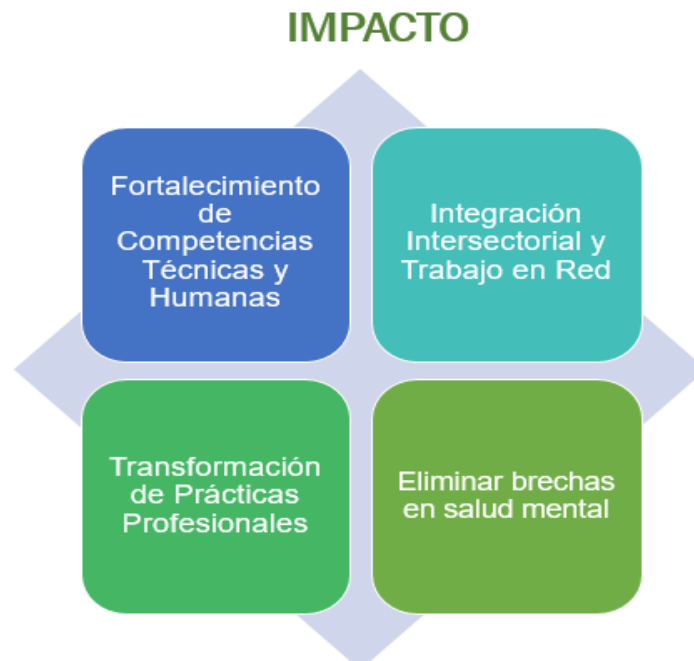 IMPACTO
Fortalecimiento
de
Competencias
Técnicas y
Humanas
Integración
Intersectorial y
Trabajo en Red
Transformación
de Prácticas
Profesionales
Eliminar brechas
en salud mental